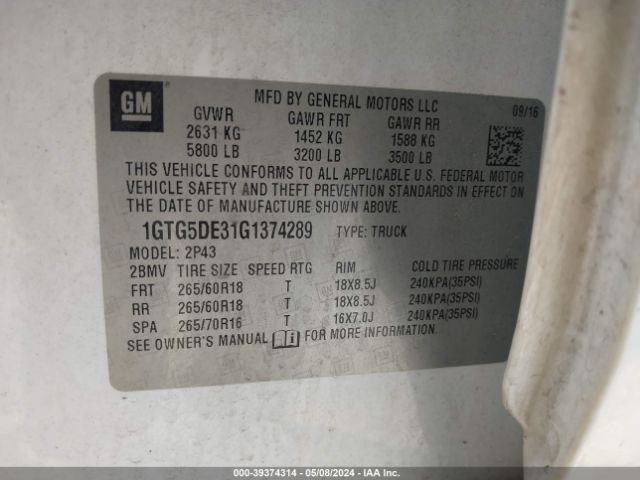 GM
MFD BY GENERAL MOTORS LLC
09/16
GVWR GAWR FRT GAWR RR
2631 KG 1452 KG 1588 KG
5800 LB 3200 LB 3500 LB
THIS VEHICLE CONFORMS TO ALL APPLICABLE U.S. FEDERAL MOTOR
VEHICLE SAFETY AND THEFT PREVENTION STANDARDS IN EFFECT ON
THE DATE OF MANUFACTURE SHOWN ABOVE.
1GTG5DE31G1374289 TYPE: TRUCK
MODEL: 2P43
2BMV TIRE SIZE SPEED RTG RIM COLD TIRE PRESSURE
FRT 265/60R18 T 18X8.5J 240KPA(35PSI)
RR 265/60R18 T 18X8.5J 240KPA(35PSI)
SPA 265/70R16 T 16X7.0J 240KPA(35PSI)
SEE OWNER'S MANUAL FOR MORE INFORMATION.
000-39374314 - 05/08/2024 - IAA Inc.